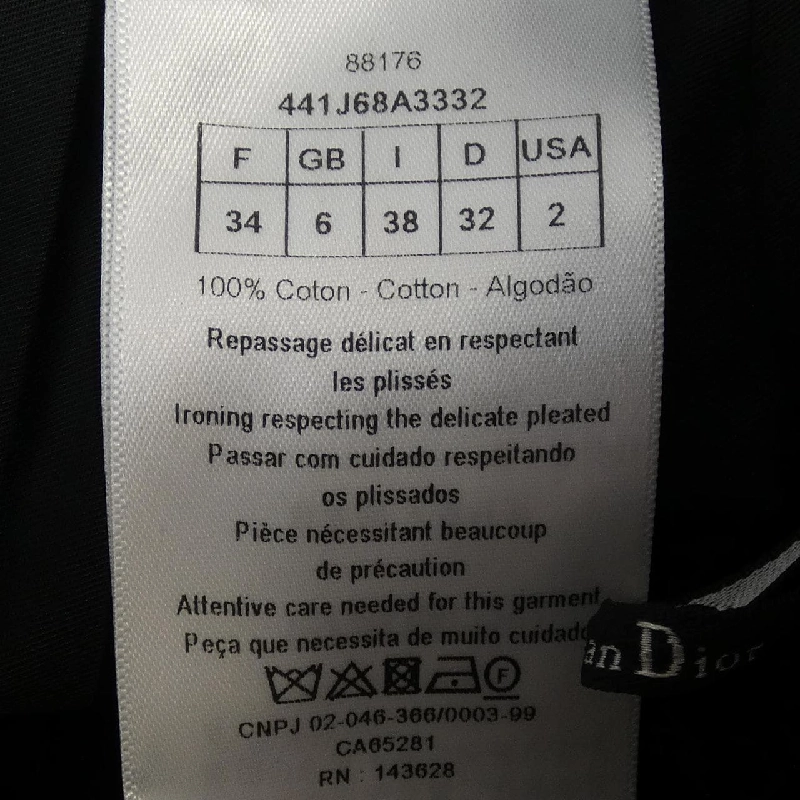 88176
441J68A3332
F GB I D USA
34 6 38 32 2
100% Coton - Cotton - Algodão
Repassage délicat en respectant
les plissés
Ironing respecting the delicate pleated
Passar com cuidado respeitando
os plissados
Pièce nécessitant beaucoup
de précaution
Attentive care needed for this garment
Peça que necessita de muito cuidado
an Dior
F
CNPJ 02-046-366/0003-99
CA65281
RN : 143628